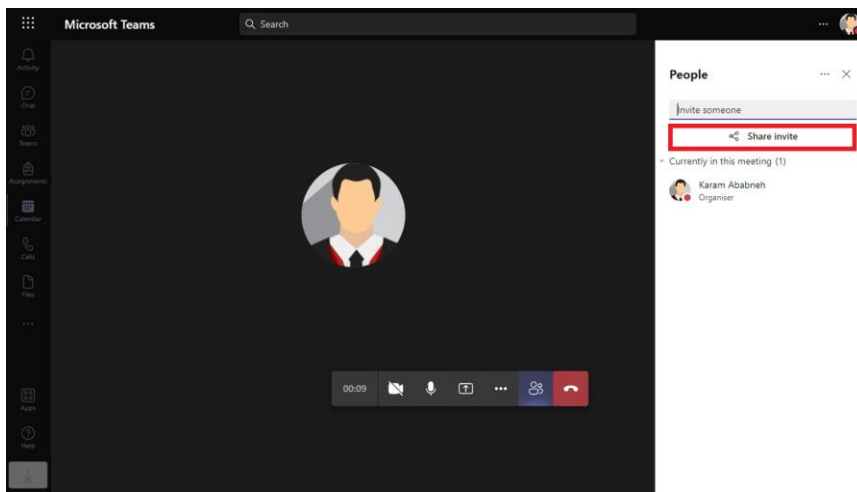 Microsoft Teams
Search
Activity
Chat
Teams
Assignments
Calendar
Calls
Files
Apps
Help
00:09
People
Invite someone
Share invite
Currently in this meeting (1)
Karam Ababneh
Organiser